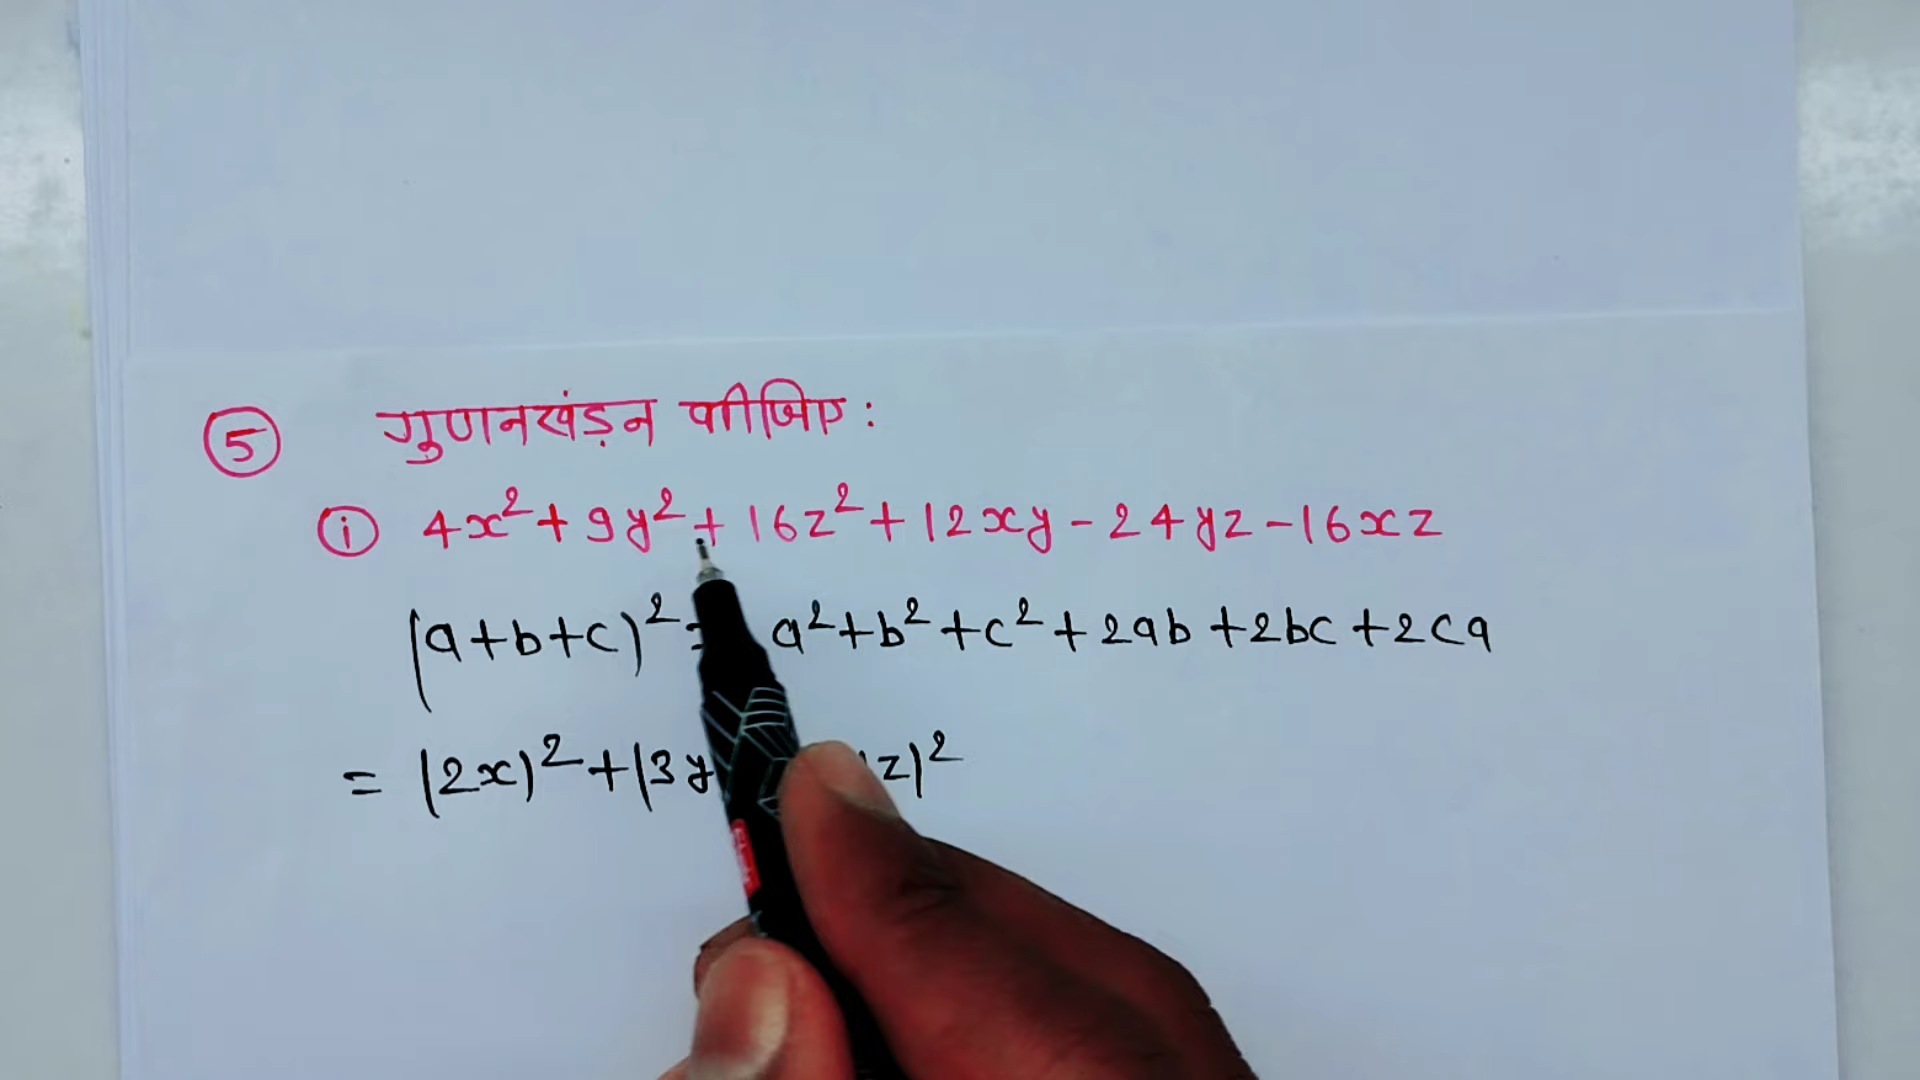 5 गुणनखंड़न कीजिए :
i 4x² + 9y² + 16z² + 12xy - 24yz - 16xz
(a+b+c)² = a² + b² + c² + 2ab + 2bc + 2ca
= (2x)² + (3y z)²